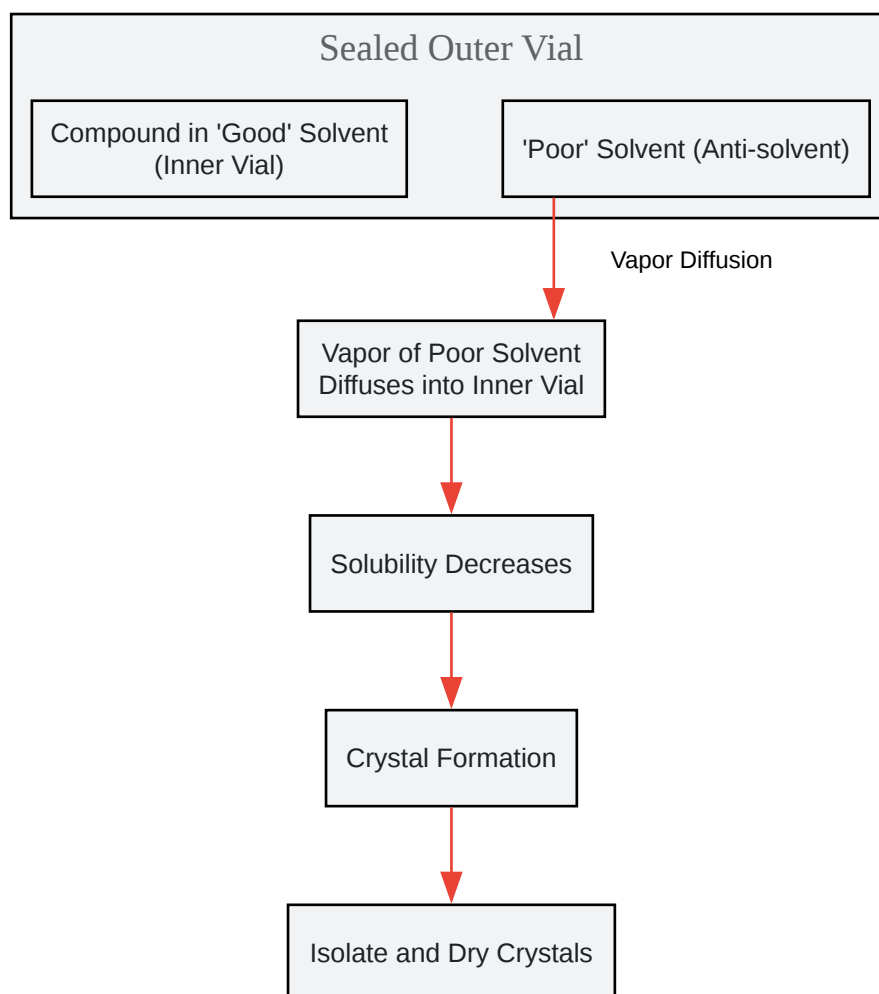 Sealed Outer Vial
Compound in 'Good' Solvent
(Inner Vial)
'Poor' Solvent (Anti-solvent)
Vapor Diffusion
Vapor of Poor Solvent
Diffuses into Inner Vial
Solubility Decreases
Crystal Formation
Isolate and Dry Crystals